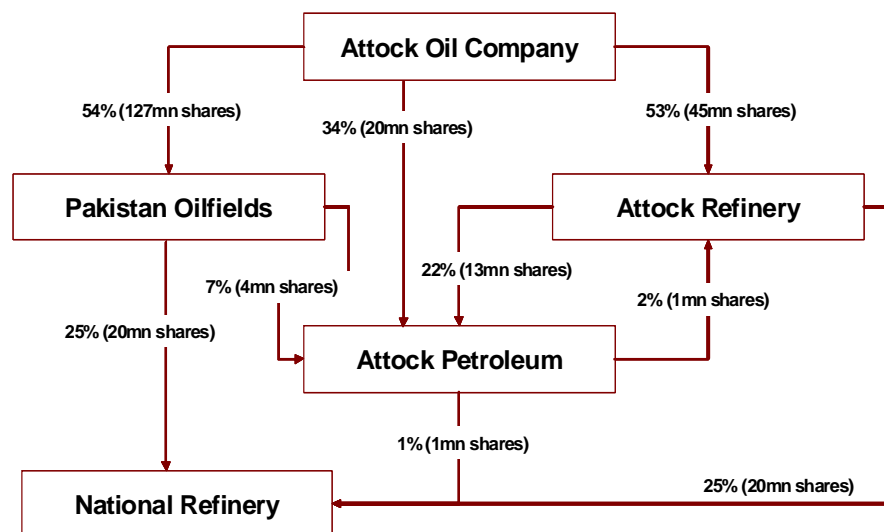 Attock Oil Company
54% (127mn shares)
34% (20mn shares)
53% (45mn shares)
Pakistan Oilfields
Attock Refinery
22% (13mn shares)
7% (4mn shares)
2% (1mn shares)
25% (20mn shares)
Attock Petroleum
1% (1mn shares)
25% (20mn shares)
National Refinery